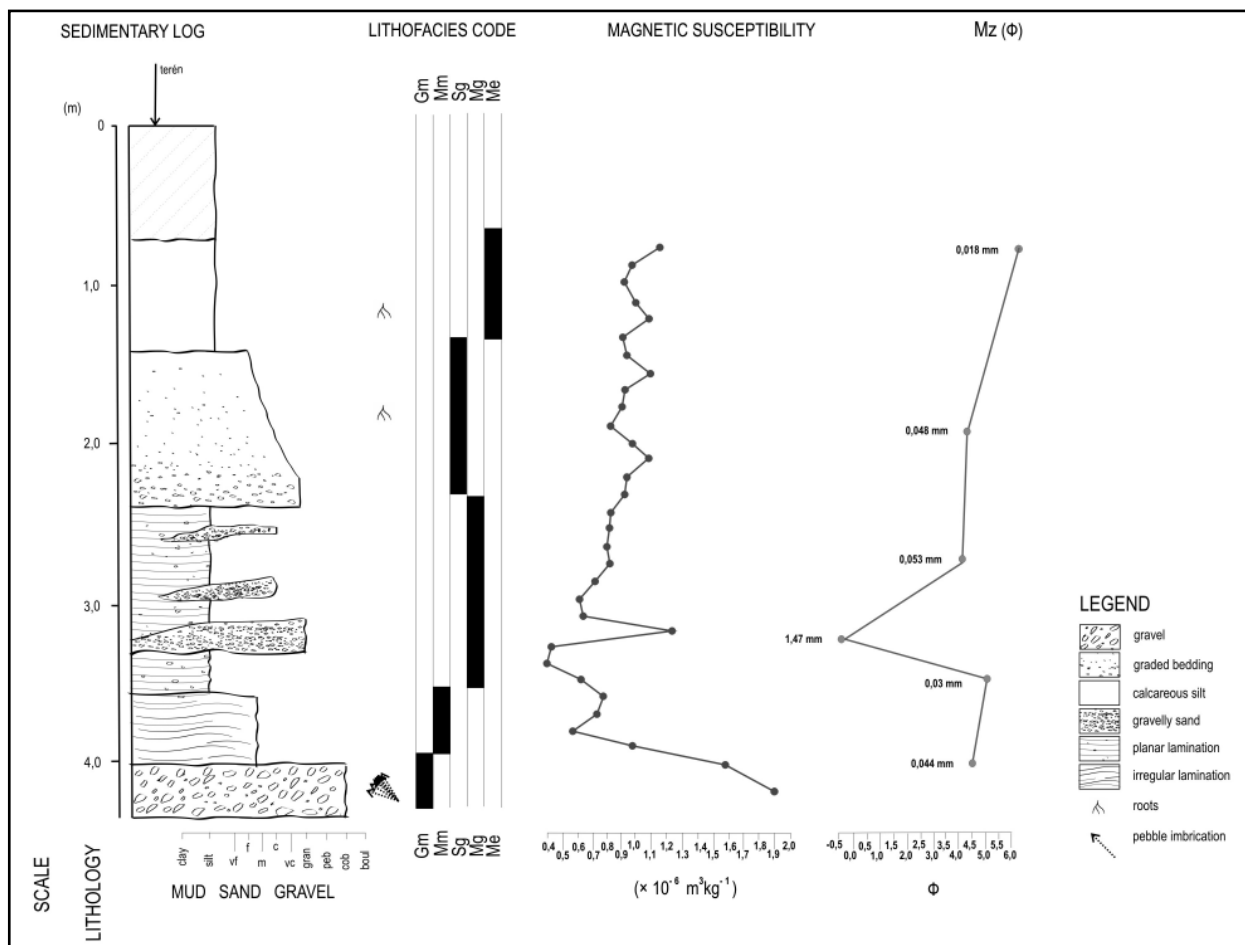 SEDIMENTARY LOG
LITHOFACIES CODE
MAGNETIC SUSCEPTIBILITY
Mz (Φ)
terén
(m)
Gm
Mm
Sg
Mg
Me
0
1,0
2,0
3,0
4,0
0,018 mm
0,048 mm
0,053 mm
1,47 mm
0,03 mm
0,044 mm
LEGEND
gravel
graded bedding
calcareous silt
gravelly sand
planar lamination
irregular lamination
roots
pebble imbrication
SCALE
LITHOLOGY
clay
silt
vf
f
m
c
vc
gran
peb
cob
boul
MUD SAND GRAVEL
Gm
Mm
Sg
Mg
Me
0,4 0,6 0,8 1,0 1,2 1,4 1,6 1,8 2,0
0,5 0,7 0,9 1,1 1,3 1,5 1,7 1,9
(× 10⁻⁶ m³kg⁻¹)
-0,5 0,5 1,5 2,5 3,5 4,5 5,5
0,0 1,0 2,0 3,0 4,0 5,0 6,0
Φ